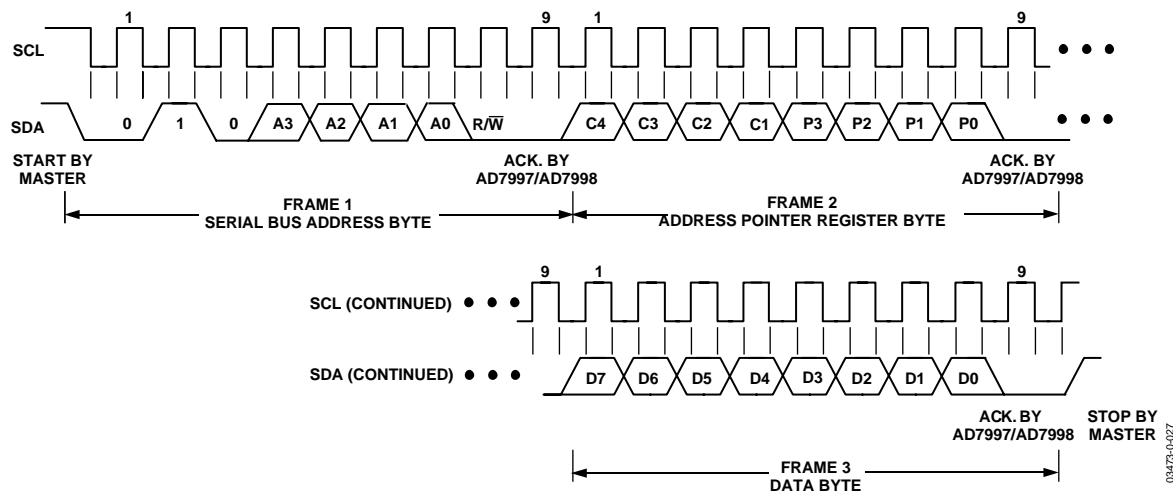 1 9 1 9
SCL
SDA 0 1 0 A3 A2 A1 A0 R/W̅ C4 C3 C2 C1 P3 P2 P1 P0
START BY
MASTER
ACK. BY
AD7997/AD7998
ACK. BY
AD7997/AD7998
FRAME 1
SERIAL BUS ADDRESS BYTE
FRAME 2
ADDRESS POINTER REGISTER BYTE
9 1 9
SCL (CONTINUED)
SDA (CONTINUED) D7 D6 D5 D4 D3 D2 D1 D0
ACK. BY
AD7997/AD7998
STOP BY
MASTER
FRAME 3
DATA BYTE
03473-0-027